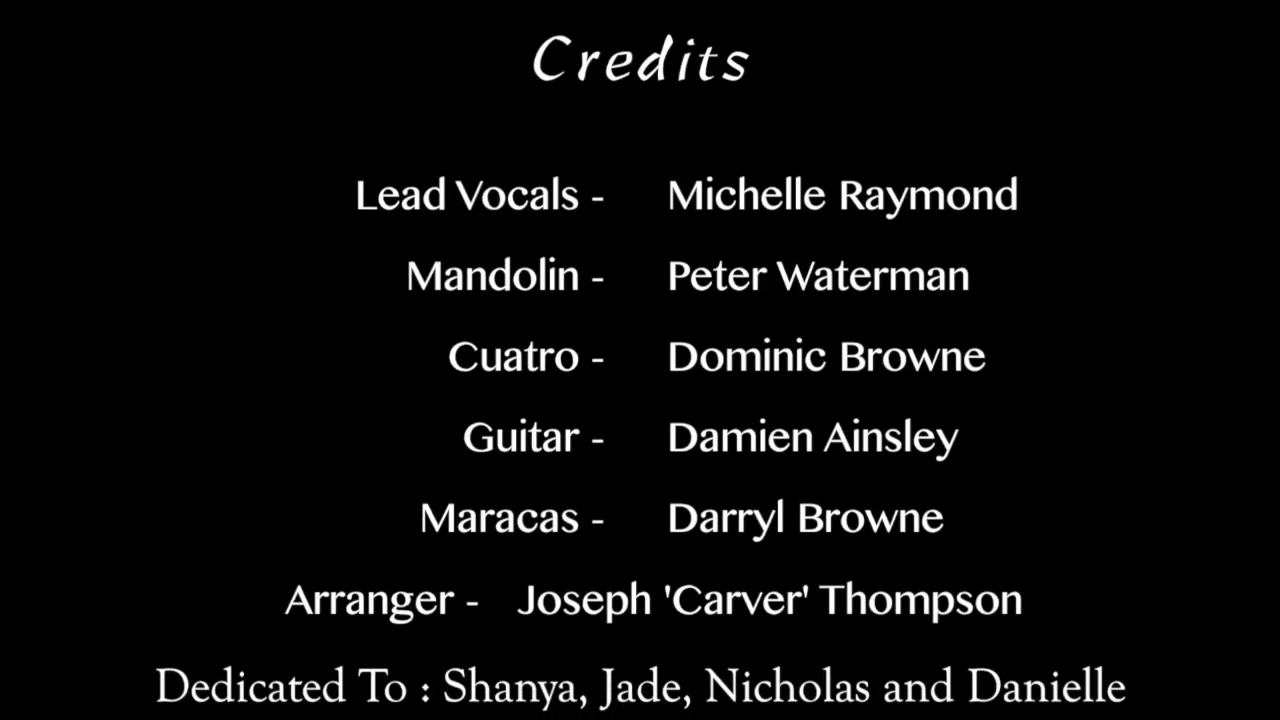 Credits
Lead Vocals - Michelle Raymond
Mandolin - Peter Waterman
Cuatro - Dominic Browne
Guitar - Damien Ainsley
Maracas - Darryl Browne
Arranger - Joseph 'Carver' Thompson
Dedicated To : Shanya, Jade, Nicholas and Danielle